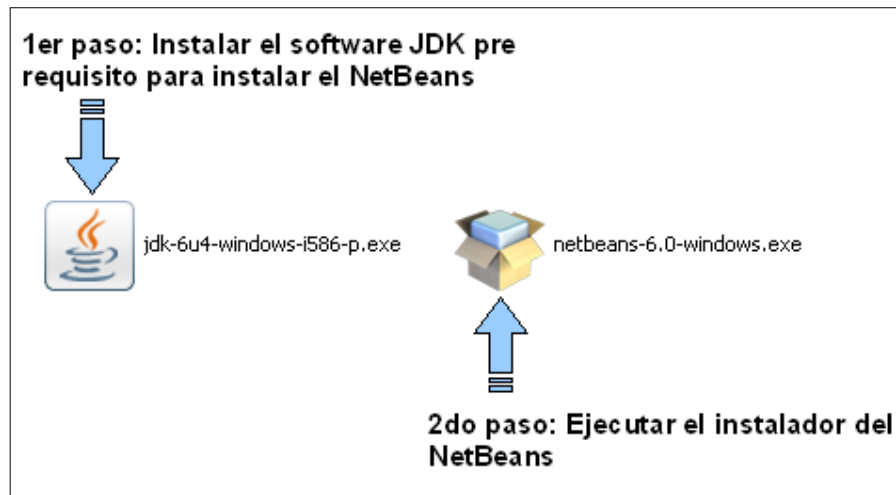 1er paso: Instalar el software JDK pre
requisito para instalar el NetBeans
jdk-6u4-windows-i586-p.exe
netbeans-6.0-windows.exe
2do paso: Ejecutar el instalador del
NetBeans